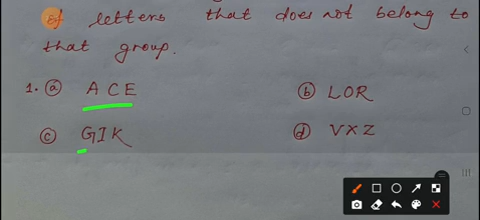 of letters that does not belong to
that group.
1. (a) ACE (b) LOR
(c) GIK (d) VXZ